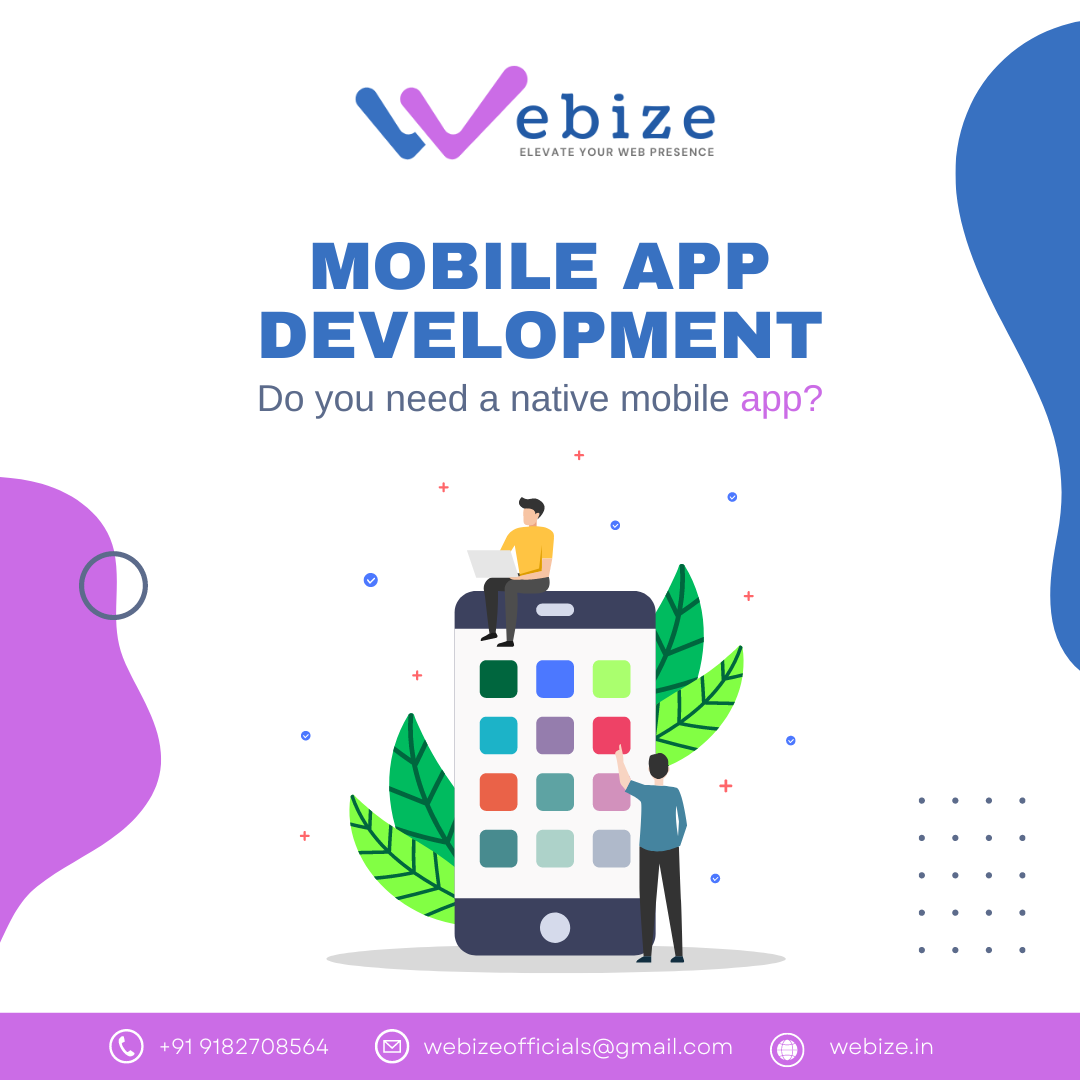 Webize
ELEVATE YOUR WEB PRESENCE
MOBILE APP
DEVELOPMENT
Do you need a native mobile app?
+91 9182708564 webizeofficials@gmail.com webize.in